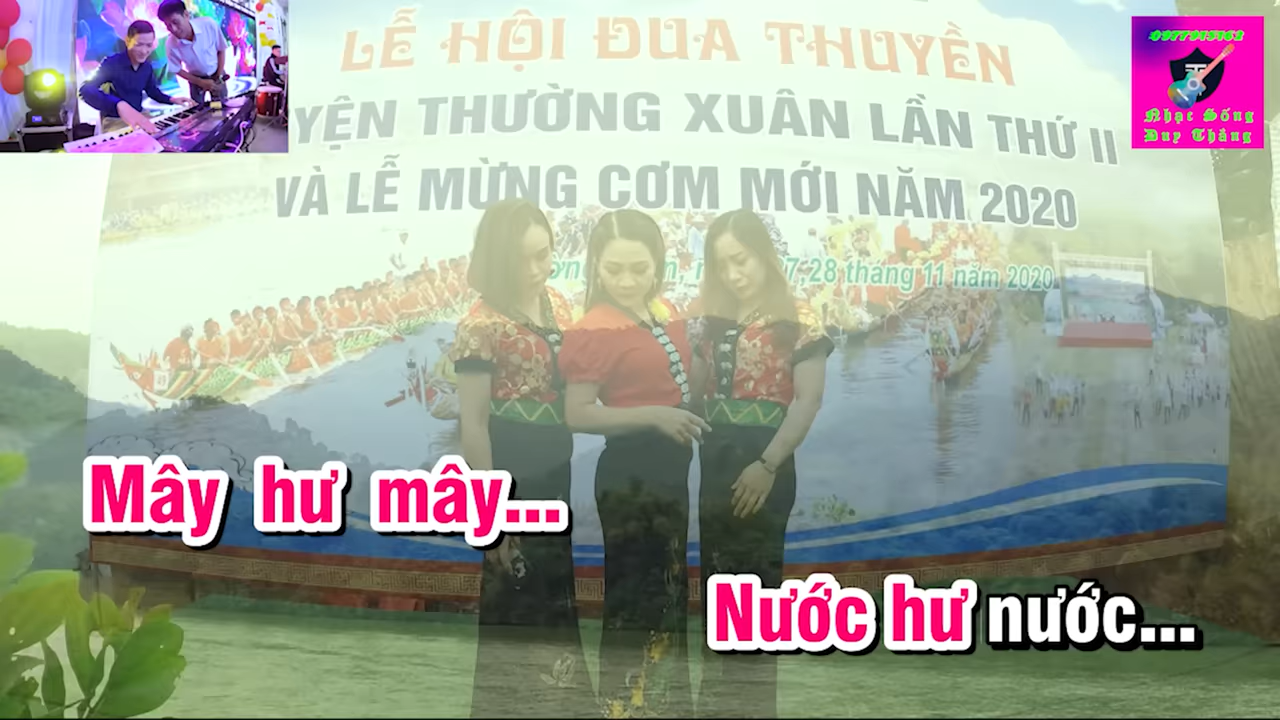 LỄ HỘI ĐUA THUYỀN
YỆN THƯỜNG XUÂN LẦN THỨ II
VÀ LỄ MỪNG CƠM MỚI NĂM 2020
7,28 tháng 11 năm 2020
Nhạc Sống
Duy Thắng
Mây hư mây...
Nước hư nước...